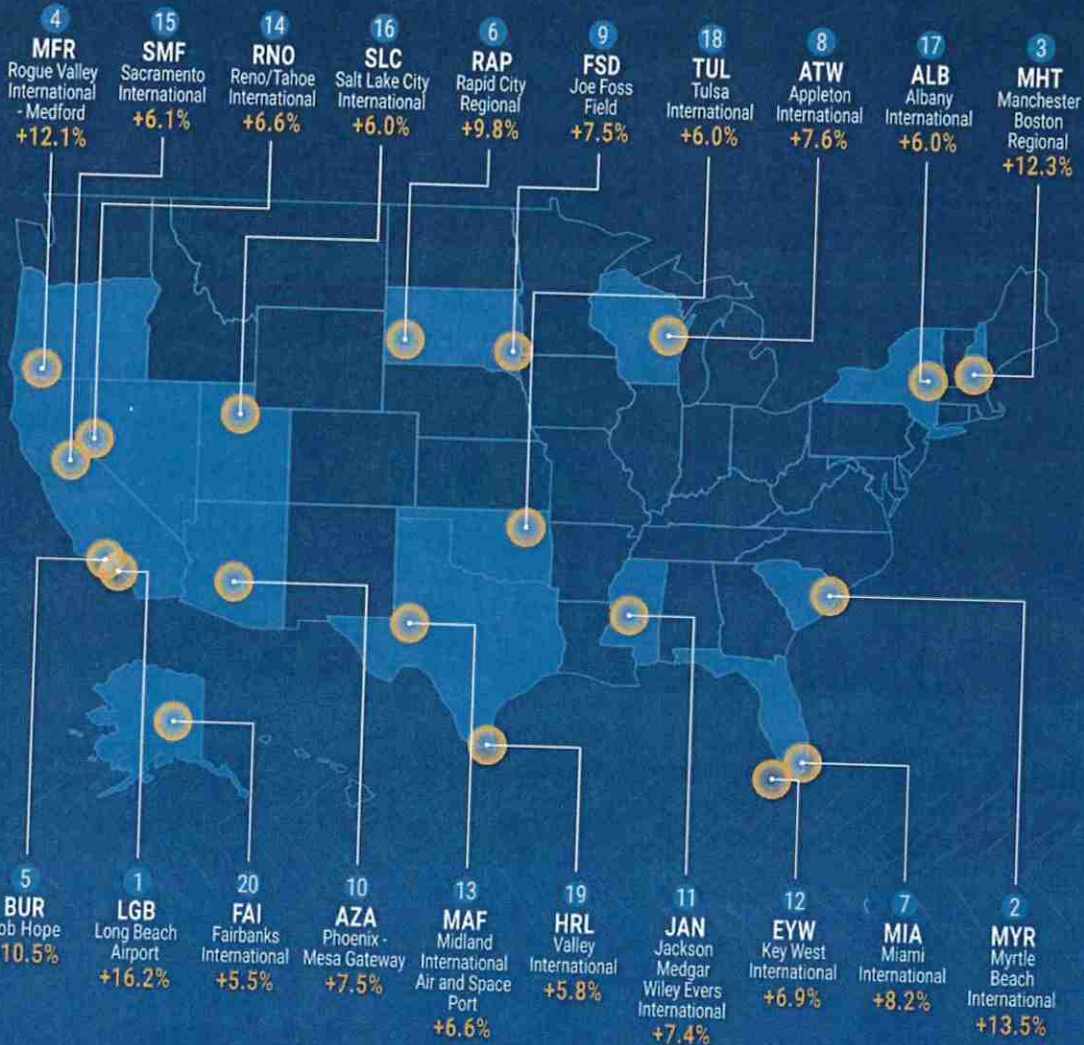 4
MFR
Rogue Valley
International
- Medford
+12.1%
15
SMF
Sacramento
International
+6.1%
14
RNO
Reno/Tahoe
International
+6.6%
16
SLC
Salt Lake City
International
+6.0%
6
RAP
Rapid City
Regional
+9.8%
9
FSD
Joe Foss
Field
+7.5%
18
TUL
Tulsa
International
+6.0%
8
ATW
Appleton
International
+7.6%
17
ALB
Albany
International
+6.0%
3
MHT
Manchester
Boston
Regional
+12.3%
5
BUR
ob Hope
10.5%
1
LGB
Long Beach
Airport
+16.2%
20
FAI
Fairbanks
International
+5.5%
10
AZA
Phoenix -
Mesa Gateway
+7.5%
13
MAF
Midland
International
Air and Space
Port
+6.6%
19
HRL
Valley
International
+5.8%
11
JAN
Jackson
Medgar
Wiley Evers
International
+7.4%
12
EYW
Key West
International
+6.9%
7
MIA
Miami
International
+8.2%
2
MYR
Myrtle
Beach
International
+13.5%